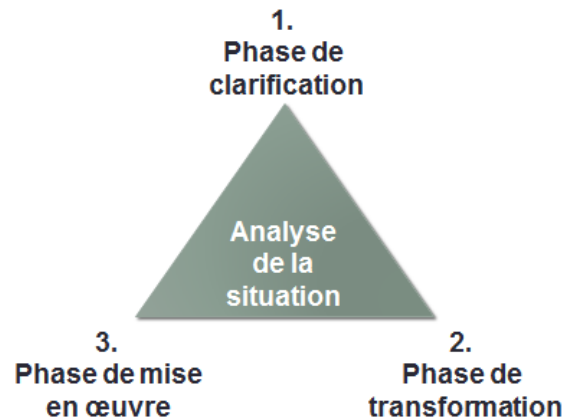 1.
Phase de
clarification
Analyse
de la
situation
3.
Phase de mise
en œuvre
2.
Phase de
transformation